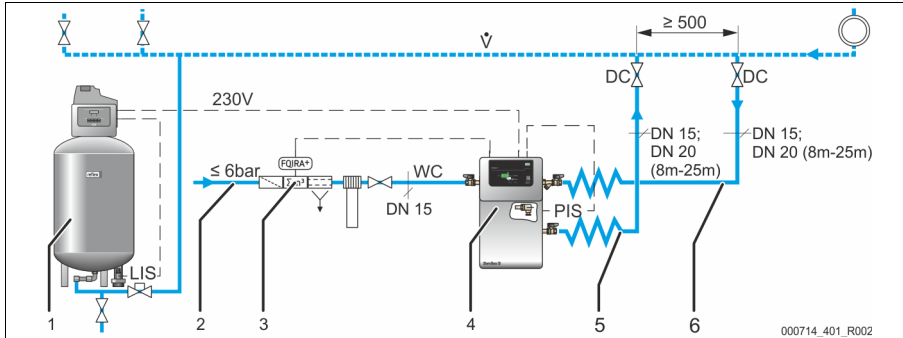 ≥ 500
V̇
DC
DC
230V
FQIRA+
DN 15;
DN 20
(8m-25m)
DN 15;
DN 20 (8m-25m)
≤ 6bar
WC
DN 15
PIS
LIS
1
2
3
4
5
6
000714_401_R002